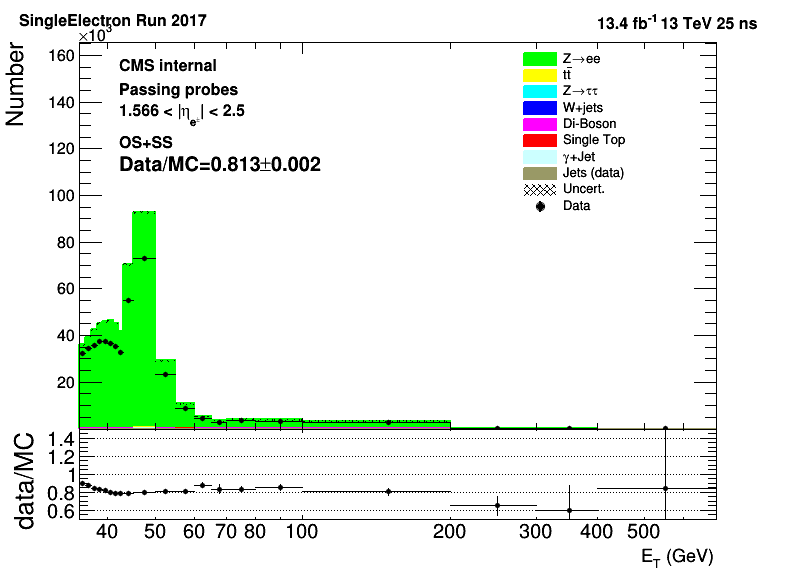 SingleElectron Run 2017
13.4 fb⁻¹ 13 TeV 25 ns
×10³
Number
160
140
120
100
80
60
40
20
CMS internal
Passing probes
1.566 < |η_e±| < 2.5
OS+SS
Data/MC=0.813±0.002
Z→ee
tt̄
Z→ττ
W+jets
Di-Boson
Single Top
γ+Jet
Jets (data)
Uncert.
Data
data/MC
1.4
1.2
1
0.8
0.6
40 50 60 70 80 100 200 300 400 500
E_T (GeV)